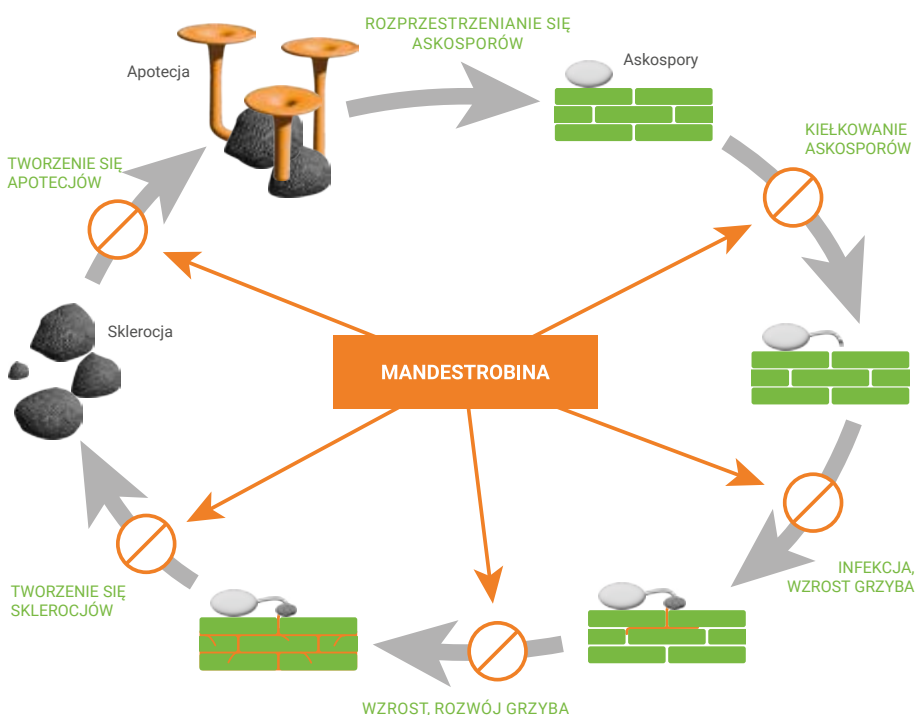 ROZPRZESTRZENIANIE SIĘ
ASKOSPORÓW
Apotecja
Askospory
KIEŁKOWANIE
ASKOSPORÓW
TWORZENIE SIĘ
APOTECJÓW
Sklerocja
MANDESTROBINA
INFEKCJA,
WZROST GRZYBA
TWORZENIE SIĘ
SKLEROCJÓW
WZROST, ROZWÓJ GRZYBA